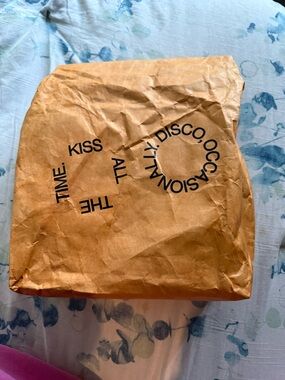 KISS
ALL
THE
TIME.
DISCO, OCCASIONALLY.